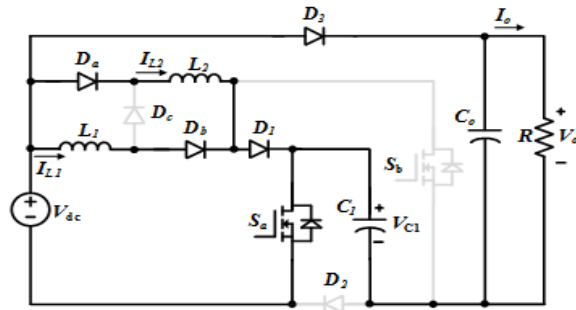 D3
Io
Da
IL2
L2
Dc
L1
Db
D1
IL1
Co
R
+
Vo
−
Sb
+
−
Vdc
Sa
C1
+
VC1
−
D2